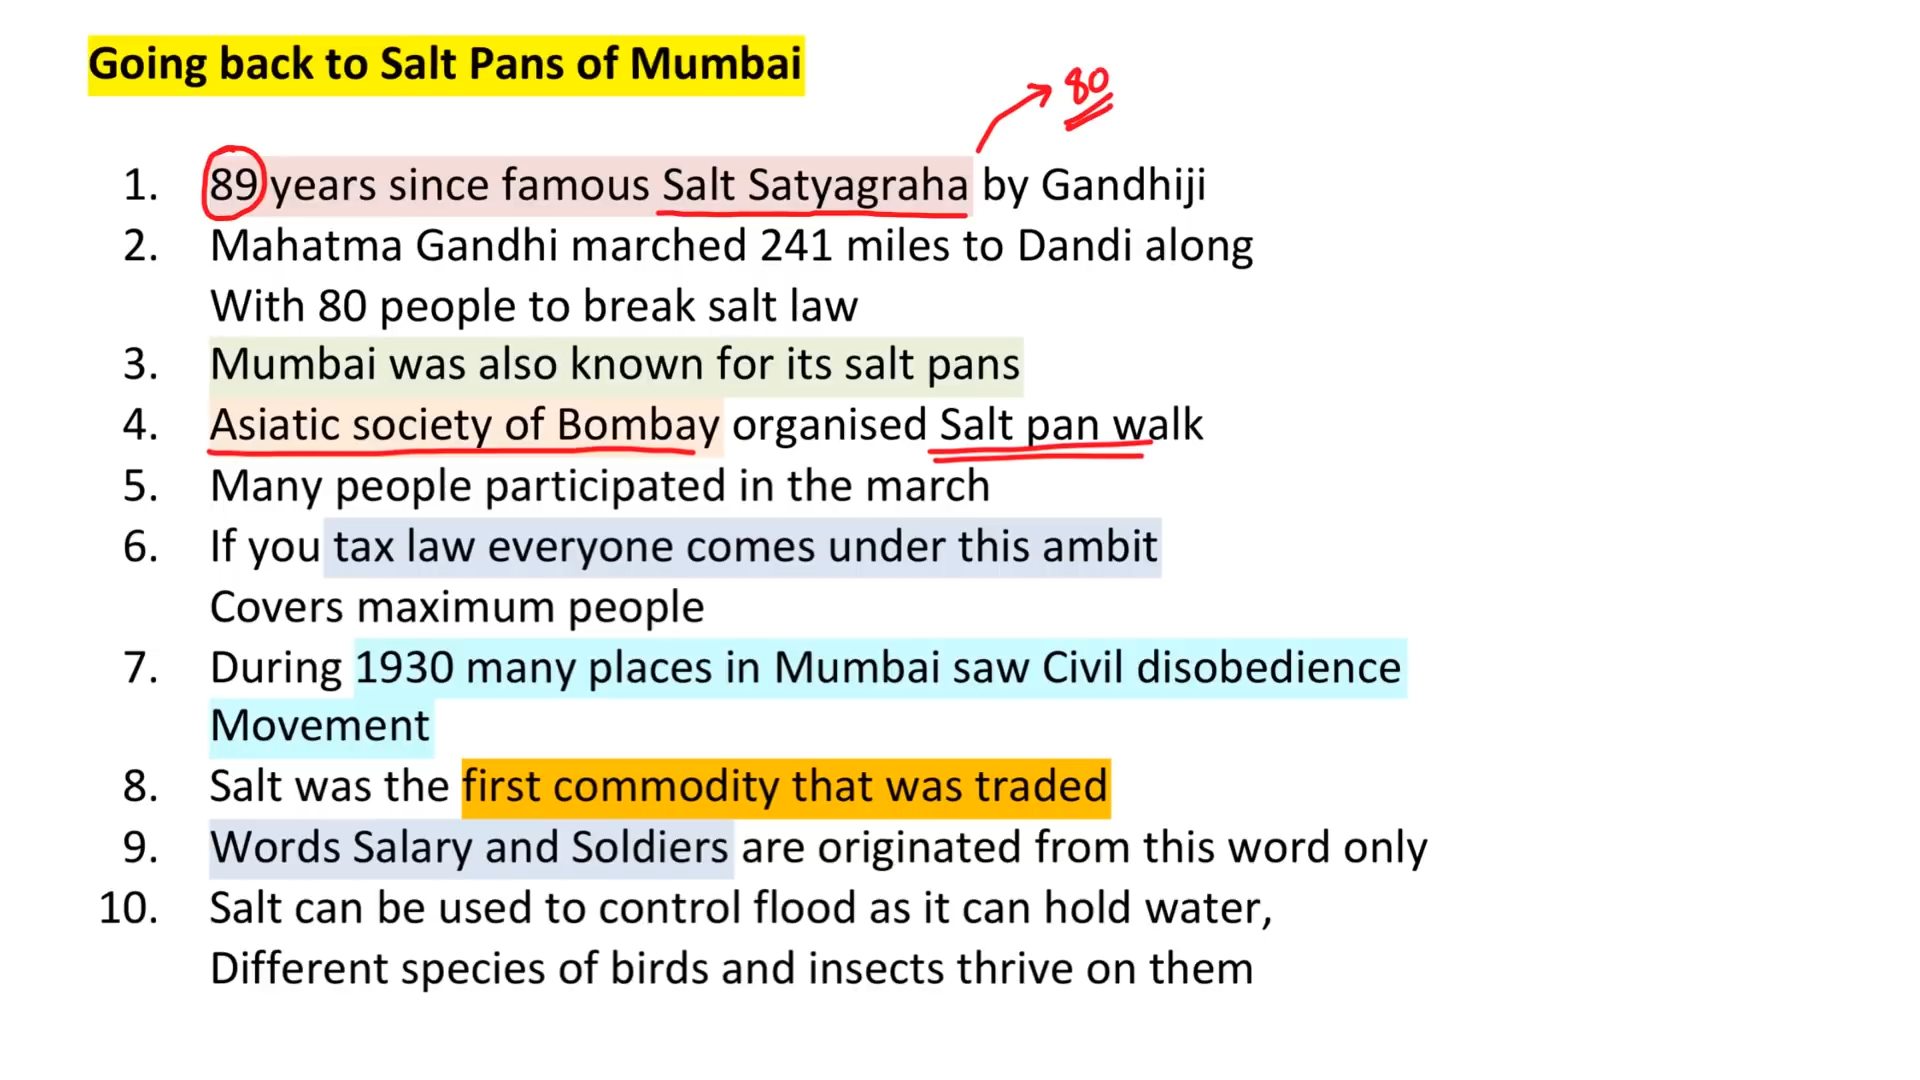 Going back to Salt Pans of Mumbai
80
1. 89 years since famous Salt Satyagraha by Gandhiji
2. Mahatma Gandhi marched 241 miles to Dandi along
With 80 people to break salt law
3. Mumbai was also known for its salt pans
4. Asiatic society of Bombay organised Salt pan walk
5. Many people participated in the march
6. If you tax law everyone comes under this ambit
Covers maximum people
7. During 1930 many places in Mumbai saw Civil disobedience
Movement
8. Salt was the first commodity that was traded
9. Words Salary and Soldiers are originated from this word only
10. Salt can be used to control flood as it can hold water,
Different species of birds and insects thrive on them